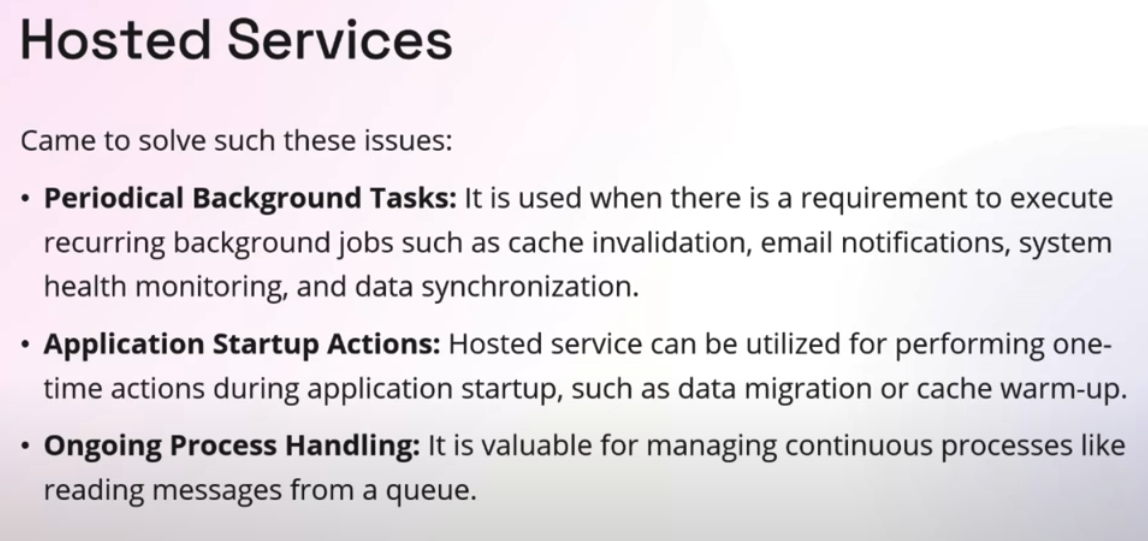 Hosted Services
Came to solve such these issues:
• Periodical Background Tasks: It is used when there is a requirement to execute
recurring background jobs such as cache invalidation, email notifications, system
health monitoring, and data synchronization.
• Application Startup Actions: Hosted service can be utilized for performing one-
time actions during application startup, such as data migration or cache warm-up.
• Ongoing Process Handling: It is valuable for managing continuous processes like
reading messages from a queue.